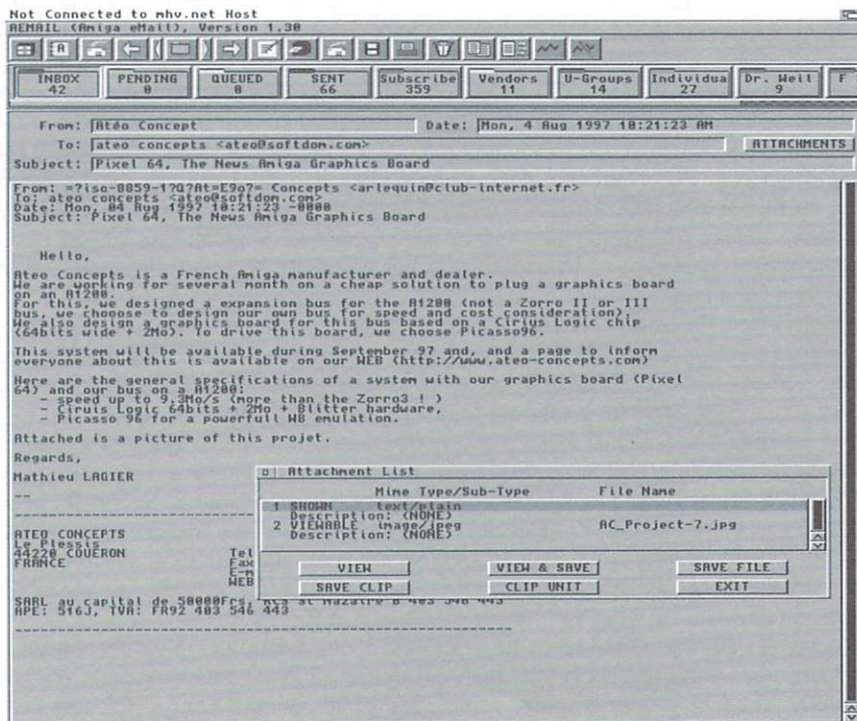 Not Connected to mhv.net Host
AEMAIL (Amiga eMail), Version 1.30
A
INBOX PENDING QUEUED SENT Subscribe Vendors U-Groups Individua Dr. Weil F
42 0 0 66 359 11 14 27 9
From: Atéo Concept Date: Mon, 4 Aug 1997 10:21:23 AM
To: ateo concepts <ateo@softdom.com> ATTACHMENTS
Subject: Pixel 64, The News Amiga Graphics Board
From: =?iso-8859-1?Q?At=E9o?= Concepts <arlequin@club-internet.fr>
To: ateo concepts <ateo@softdom.com>
Date: Mon, 04 Aug 1997 10:21:23 -0000
Subject: Pixel 64, The News Amiga Graphics Board
Hello,
Ateo Concepts is a French Amiga manufacturer and dealer.
We are working for several month on a cheap solution to plug a graphics board
on an A1200.
For this, we designed a expansion bus for the A1200 (not a Zorro II or III
bus, we chooose to design our own bus for speed and cost consideration).
We also design a graphics board for this bus based on a Cirius Logic chip
(64bits wide + 2Mo). To drive this board, we choose Picasso96.
This system will be available during September 97 and, and a page to inform
everyone about this is available on our WEB (http://www.ateo-concepts.com)
Here are the general specifications of a system with our graphics board (Pixel
64) and our bus on a A1200:
- speed up to 9.3Mo/s (more than the Zorro3 ! )
- Ciruis Logic 64bits + 2Mo + Blitter hardware,
- Picasso 96 for a powerfull WB emulation.
Attached is a picture of this projet.
Regards,
Mathieu LAGIER
--
ATEO CONCEPTS
Le Plessis
44220 COUERON Tel
FRANCE Fax
E-m
WEB
SARL au capital de 50000Frs, RCS St Nazaire B 403 546 443
APE: 516J, TVA: FR92 403 546 443
Attachment List
Mime Type/Sub-Type File Name
1 SHOWN text/plain
Description: (NONE)
2 VIEWABLE image/jpeg AC_Project-7.jpg
Description: (NONE)
VIEW VIEW & SAVE SAVE FILE
SAVE CLIP CLIP UNIT EXIT